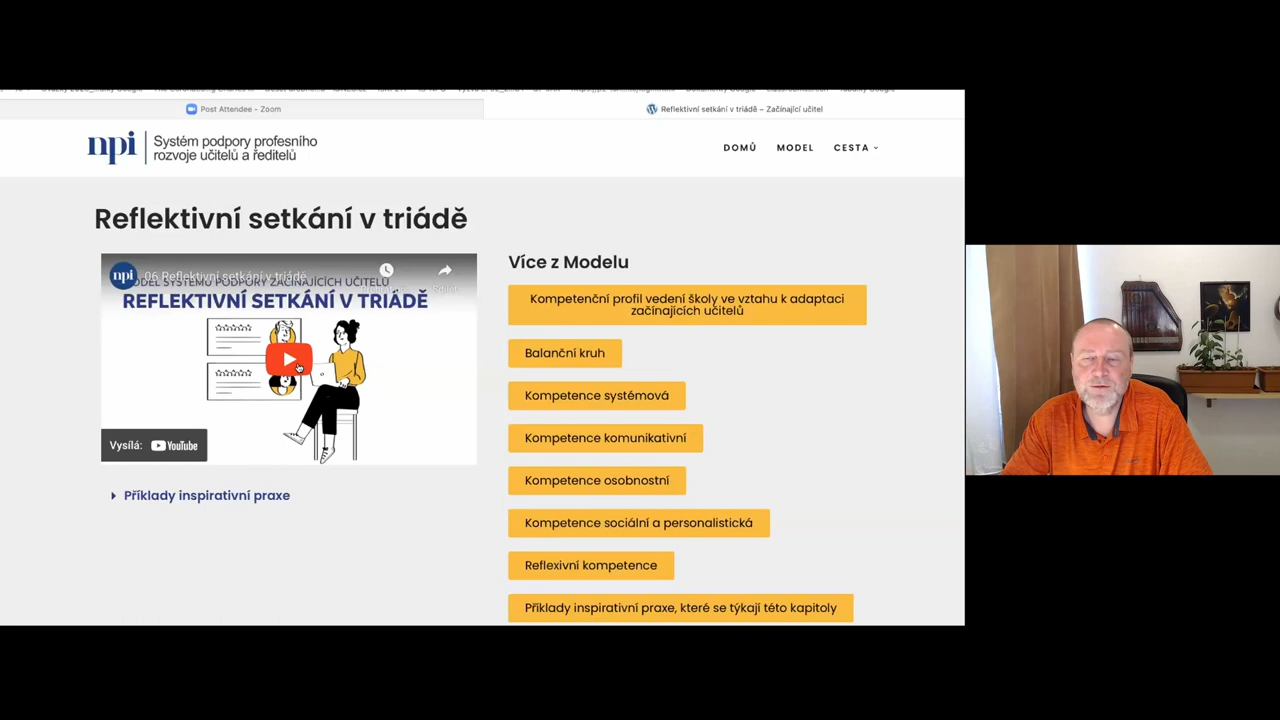 Post Attendee - Zoom
Reflektivní setkání v triádě – Začínající učitel
npi
Systém podpory profesního
rozvoje učitelů a ředitelů
DOMŮ
MODEL
CESTA
Reflektivní setkání v triádě
npi
06 Reflektivní setkání v triádě
MODEL SYSTÉMU PODPORY ZAČÍNAJÍCÍCH UČITELŮ
REFLEKTIVNÍ SETKÁNÍ V TRIÁDĚ
Vysílá: YouTube
Příklady inspirativní praxe
Více z Modelu
Kompetenční profil vedení školy ve vztahu k adaptaci
začínajících učitelů
Balanční kruh
Kompetence systémová
Kompetence komunikativní
Kompetence osobnostní
Kompetence sociální a personalistická
Reflexivní kompetence
Příklady inspirativní praxe, které se týkají této kapitoly